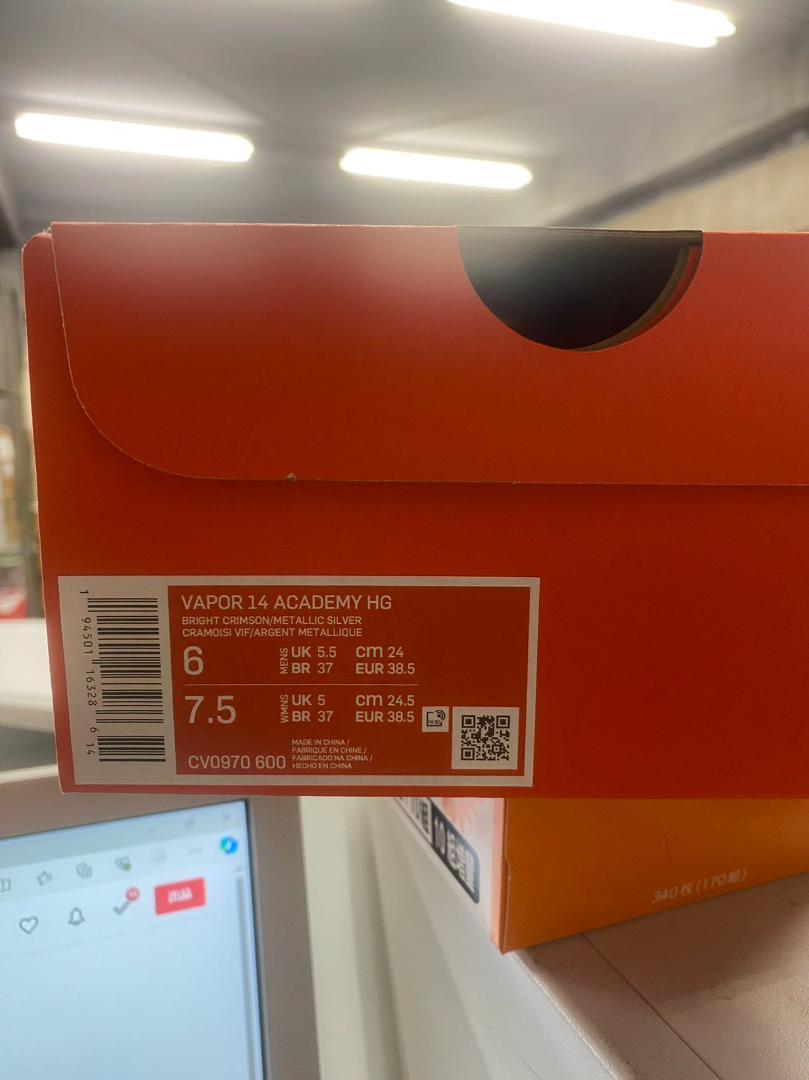 VAPOR 14 ACADEMY HG
BRIGHT CRIMSON/METALLIC SILVER
CRAMOISI VIF/ARGENT METALLIQUE
6 MENS UK 5.5 cm 24
BR 37 EUR 38.5
7.5 WMNS UK 5 cm 24.5
BR 37 EUR 38.5
CV0970 600
MADE IN CHINA /
FABRIQUE EN CHINE /
FABRICADO NA CHINA /
HECHO EN CHINA
1 94501 16328 6 14
出品
340枚(170組)